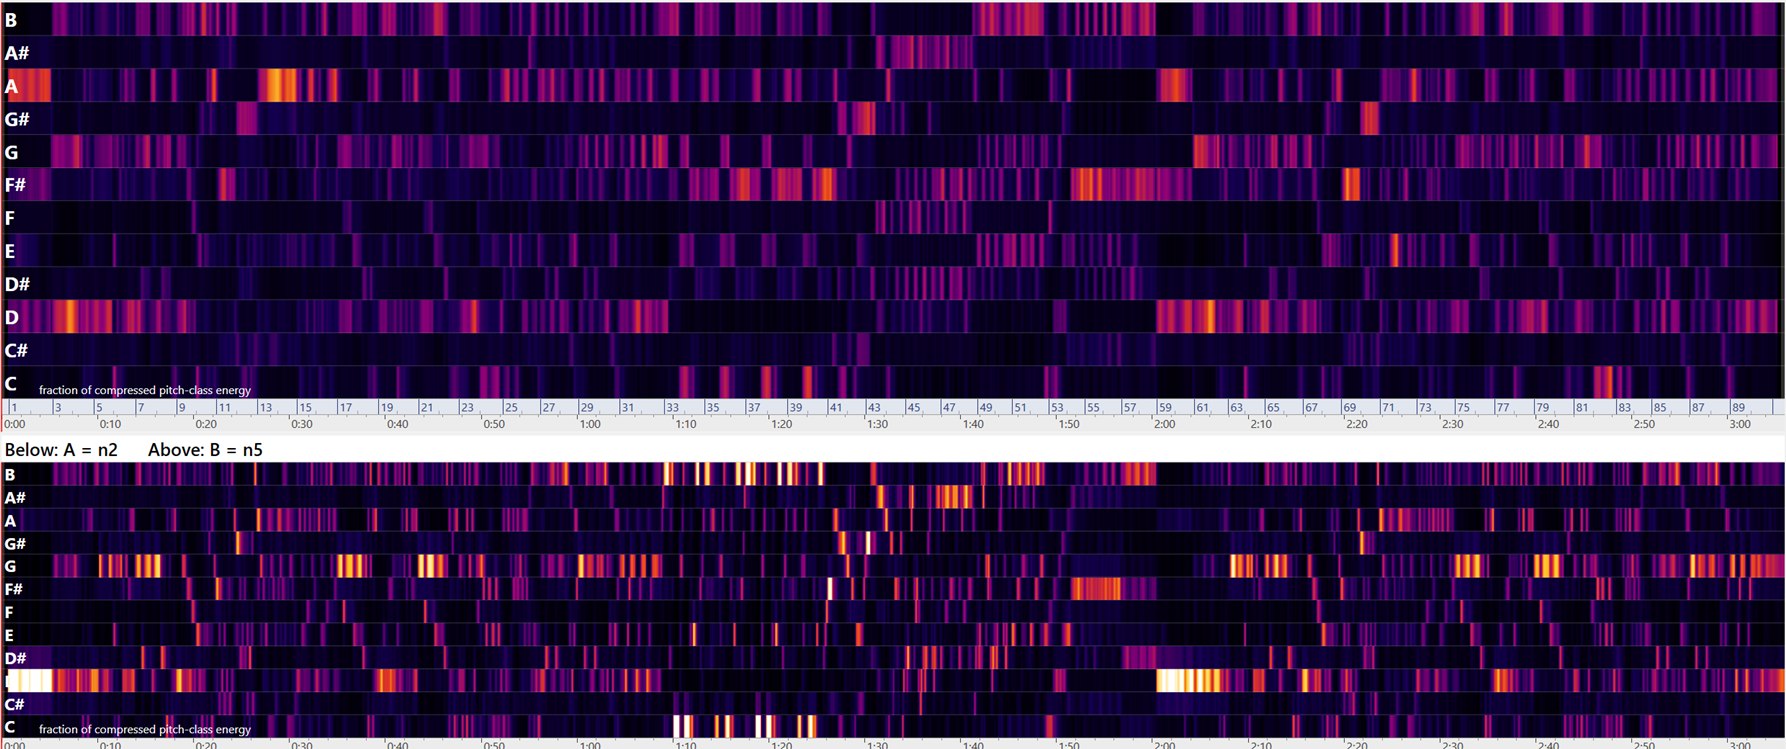 B
A#
A
G#
G
F#
F
E
D#
D
C#
C fraction of compressed pitch-class energy
1 3 5 7 9 11 13 15 17 19 21 23 25 27 29 31 33 35 37 39 41 43 45 47 49 51 53 55 57 59 61 63 65 67 69 71 73 75 77 79 81 83 85 87 89
0:00 0:10 0:20 0:30 0:40 0:50 1:00 1:10 1:20 1:30 1:40 1:50 2:00 2:10 2:20 2:30 2:40 2:50 3:00
Below: A = n2 Above: B = n5
B
A#
A
G#
G
F#
F
E
D#
C#
C fraction of compressed pitch-class energy
0:00 0:10 0:20 0:30 0:40 0:50 1:00 1:10 1:20 1:30 1:40 1:50 2:00 2:10 2:20 2:30 2:40 2:50 3:00